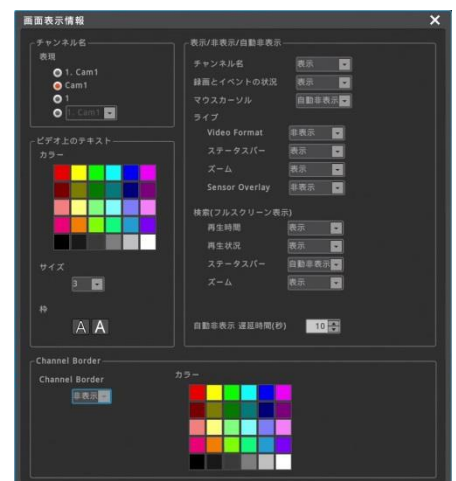 画面表示情報
チャンネル名
表現
1. Cam1
Cam1
1
1. Cam1
ビデオ上のテキスト
カラー
サイズ
3
枠
A A
表示/非表示/自動非表示
チャンネル名 表示
録画とイベントの状況 表示
マウスカーソル 自動非表示
ライブ
Video Format 非表示
ステータスバー 表示
ズーム 表示
Sensor Overlay 非表示
検索(フルスクリーン表示)
再生時間 表示
再生状況 表示
ステータスバー 自動非表示
ズーム 表示
自動非表示 遅延時間(秒) 10
Channel Border
Channel Border
非表示
カラー